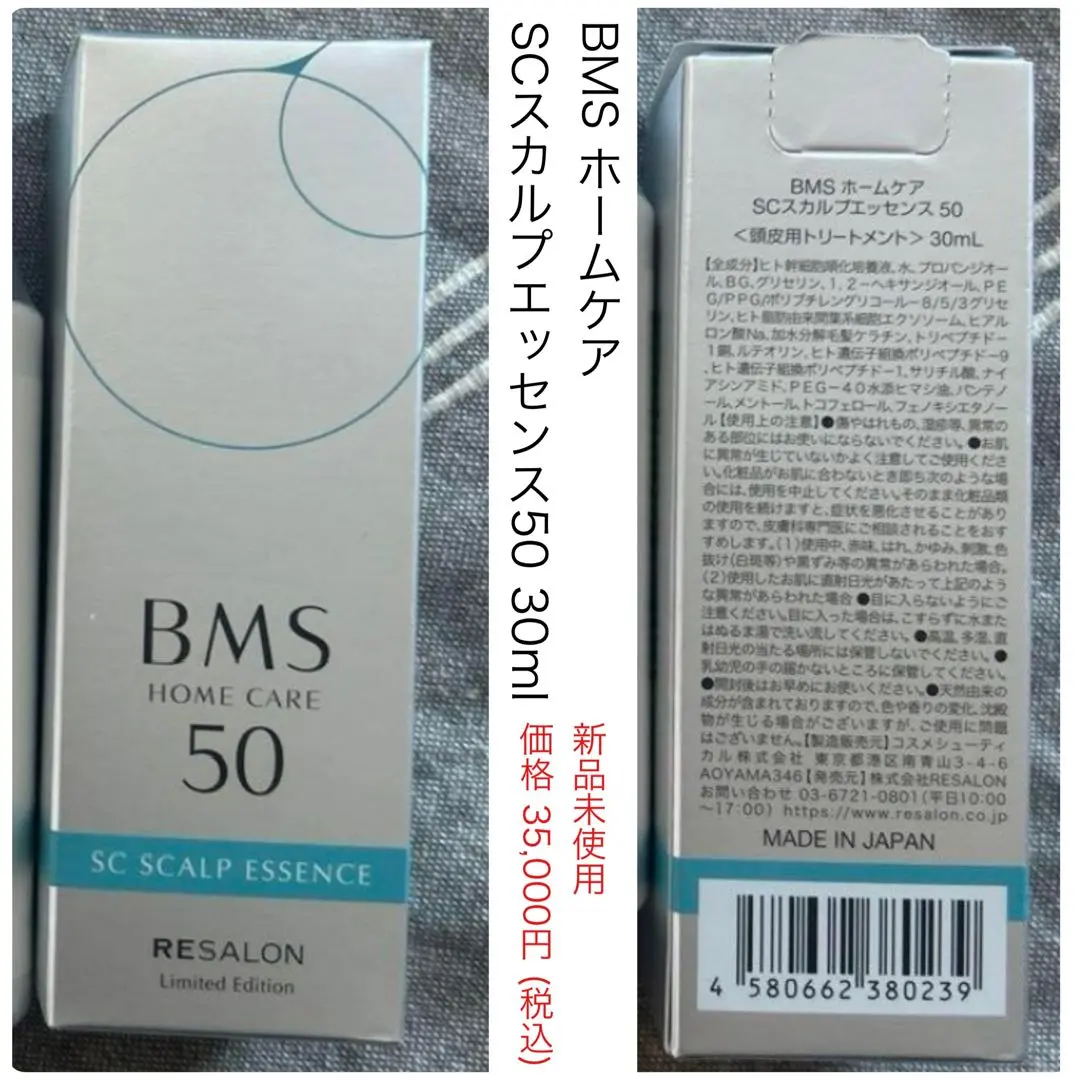 BMS
HOME CARE
50
SC SCALP ESSENCE
RESALON
Limited Edition
BMS ホームケア
SCスカルプエッセンス50 30ml
新品未使用
価格 35,000円 (税込)
BMS ホームケア
SCスカルプエッセンス 50
＜頭皮用トリートメント＞ 30mL
【全成分】ヒト幹細胞順化培養液、水、プロパンジオー
ル、BG、グリセリン、1，2－ヘキサンジオール、PE
G/PPG/ポリブチレングリコール－8/5/3グリセ
リン、ヒト脂肪由来間葉系細胞エクソソーム、ヒアル
ロン酸Na、加水分解毛髪ケラチン、トリペプチド－
1銅、ルテオリン、ヒト遺伝子組換ポリペプチド－9
、ヒト遺伝子組換ポリペプチド－1、サリチル酸、ナイ
アシンアミド、PEG－40水添ヒマシ油、パンテノ
ール、メントール、トコフェロール、フェノキシエタノー
ル【使用上の注意】●傷やはれもの、湿疹等、異常の
ある部位にはお使いにならないでください。●お肌
に異常が生じていないかよく注意してご使用くださ
い。化粧品がお肌に合わないとき即ち次のような場
合には、使用を中止してください。そのまま化粧品類
の使用を続けますと、症状を悪化させることがあり
ますので、皮膚科専門医にご相談されることをおす
すめします。（1）使用中、赤味、はれ、かゆみ、刺激、色
抜け（白斑等）や黒ずみ等の異常があらわれた場合。
（2）使用したお肌に直射日光があたって上記のよう
な異常があらわれた場合 ●目に入らないようにご
注意ください。目に入った場合は、こすらずに水また
はぬるま湯で洗い流してください。●高温、多湿、直
射日光の当たる場所には保管しないでください。●
乳幼児の手の届かないところに保管してください。
●開封後はお早めにお使いください。●天然由来の
成分が含まれておりますので、色や香りの変化、沈殿
物が生じる場合がございますが、ご使用に問題
はございません。【製造販売元】コスメシューティ
カル株式会社 東京都港区南青山3-4-6
AOYAMA346【発売元】株式会社RESALON
お問い合わせ 03-6721-0801（平日10:00
～17:00） https://www.resalon.co.jp
MADE IN JAPAN
4 580662 380239